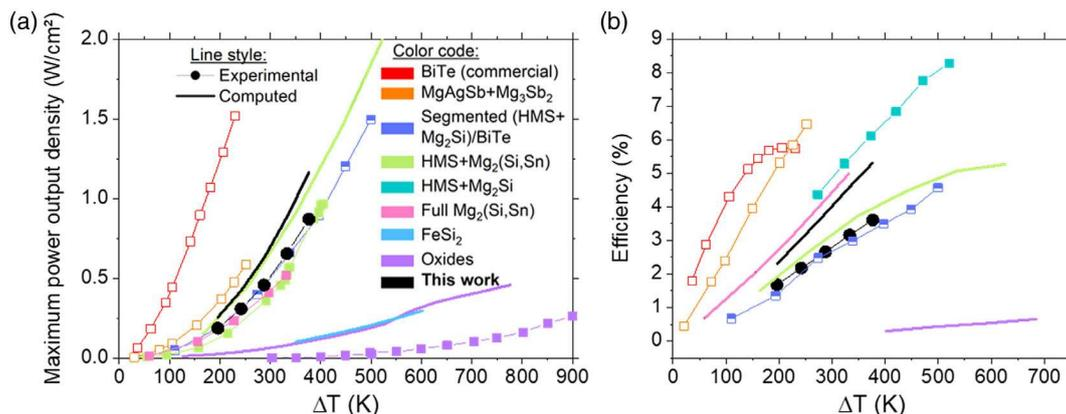 (a)
Maximum power output density (W/cm²)
2.0
1.5
1.0
0.5
0.0
0 100 200 300 400 500 600 700 800 900
ΔT (K)
Line style:
Experimental
Computed
Color code:
BiTe (commercial)
MgAgSb+Mg₃Sb₂
Segmented (HMS+
Mg₂Si)/BiTe
HMS+Mg₂(Si,Sn)
HMS+Mg₂Si
Full Mg₂(Si,Sn)
FeSi₂
Oxides
This work
(b)
Efficiency (%)
9
8
7
6
5
4
3
2
1
0
0 100 200 300 400 500 600 700
ΔT (K)